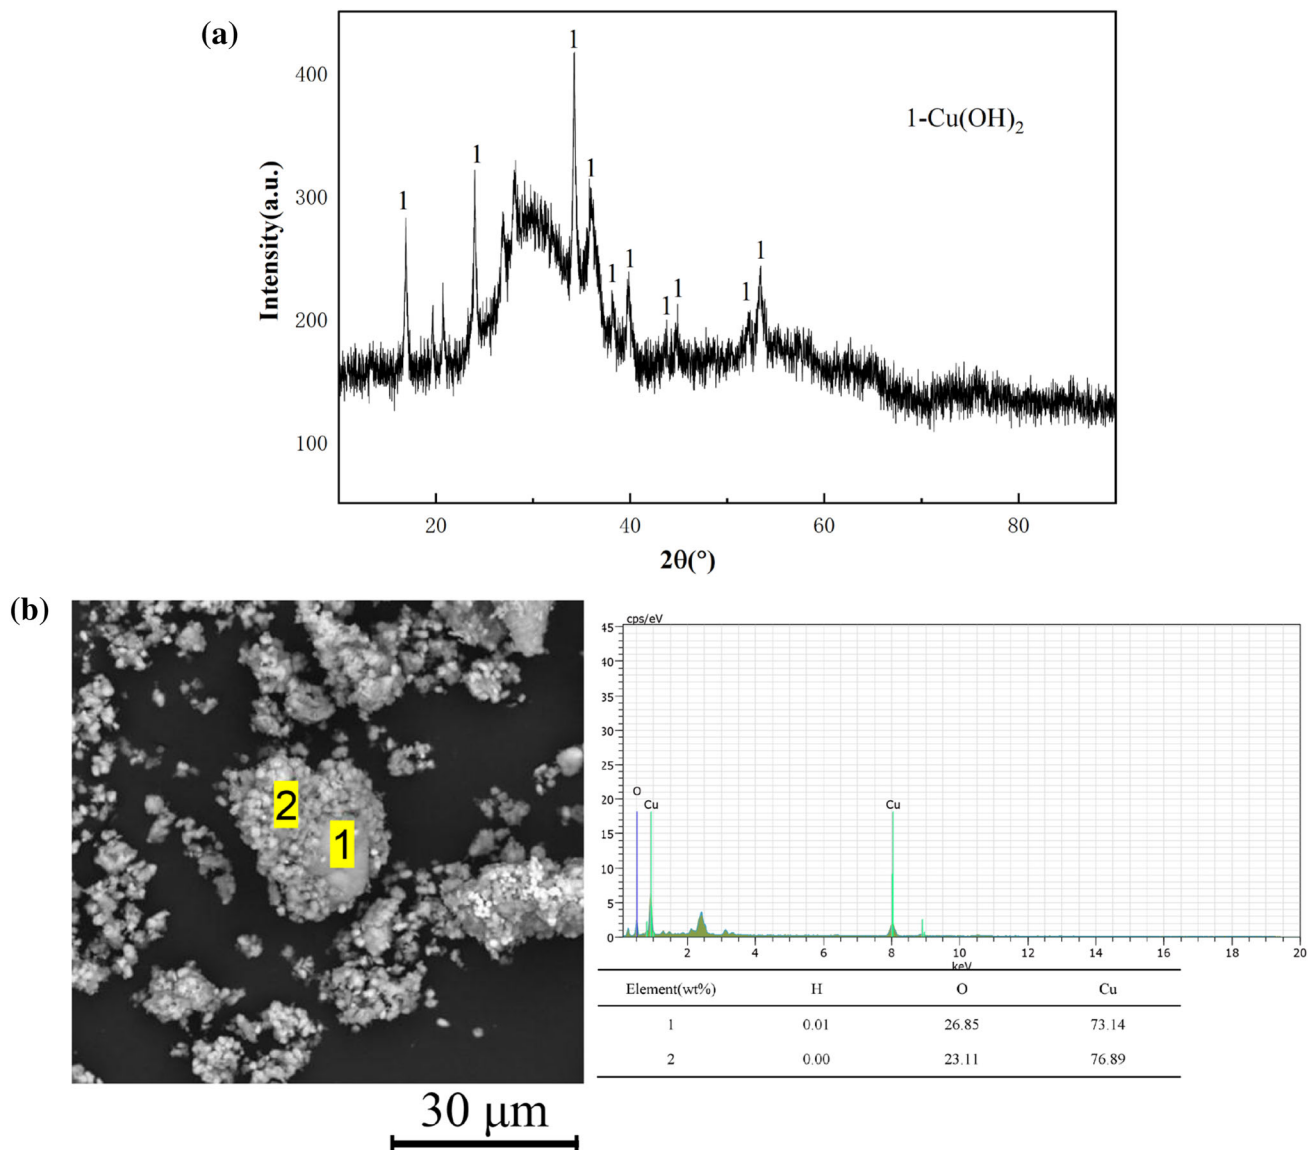 (a)
1
400
1-Cu(OH)2
1
1
300
1
1
1
1
1
1
1
1
200
100
Intensity(a.u.)
20
40
60
80
2θ(°)
(b)
2
1
30 μm
cps/eV
45
40
35
30
25
20
15
10
5
0
O
Cu
Cu
2
4
6
8
10
12
14
16
18
20
keV
Element(wt%) H O Cu
1 0.01 26.85 73.14
2 0.00 23.11 76.89